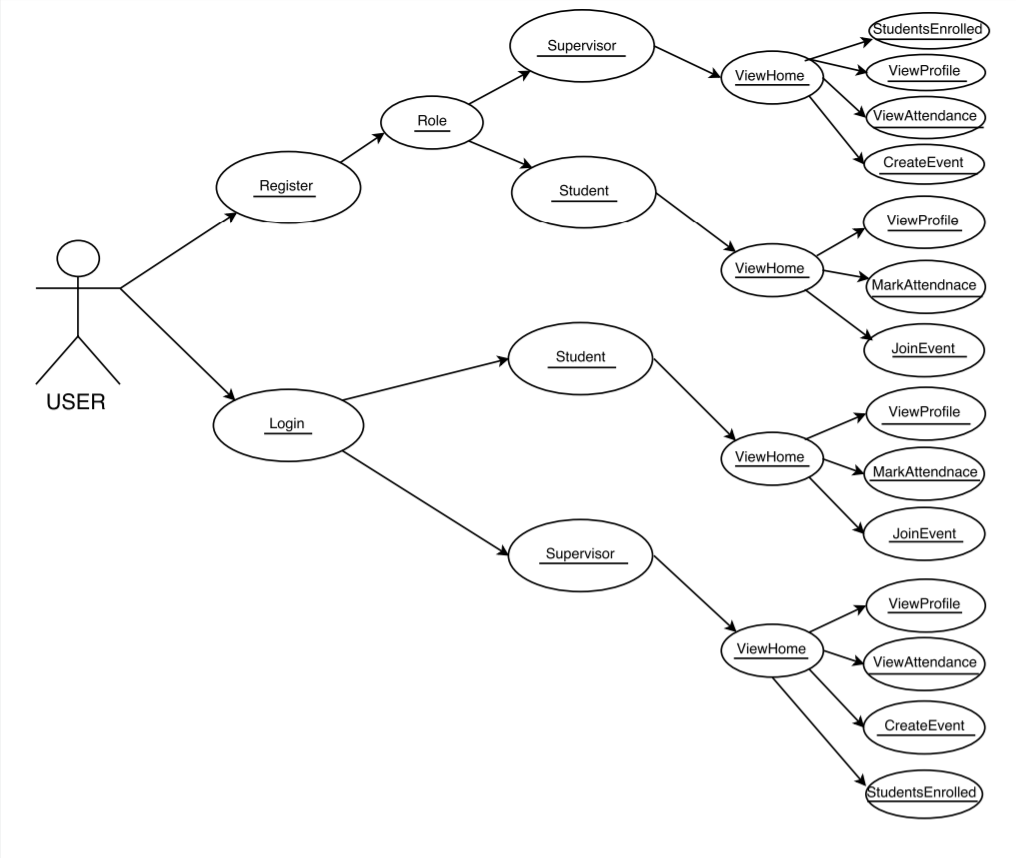 Supervisor
StudentsEnrolled
ViewHome
ViewProfile
ViewAttendance
CreateEvent
Role
Register
Student
ViewProfile
ViewHome
MarkAttendnace
JoinEvent
USER
Login
Student
ViewProfile
ViewHome
MarkAttendnace
JoinEvent
Supervisor
ViewProfile
ViewHome
ViewAttendance
CreateEvent
StudentsEnrolled